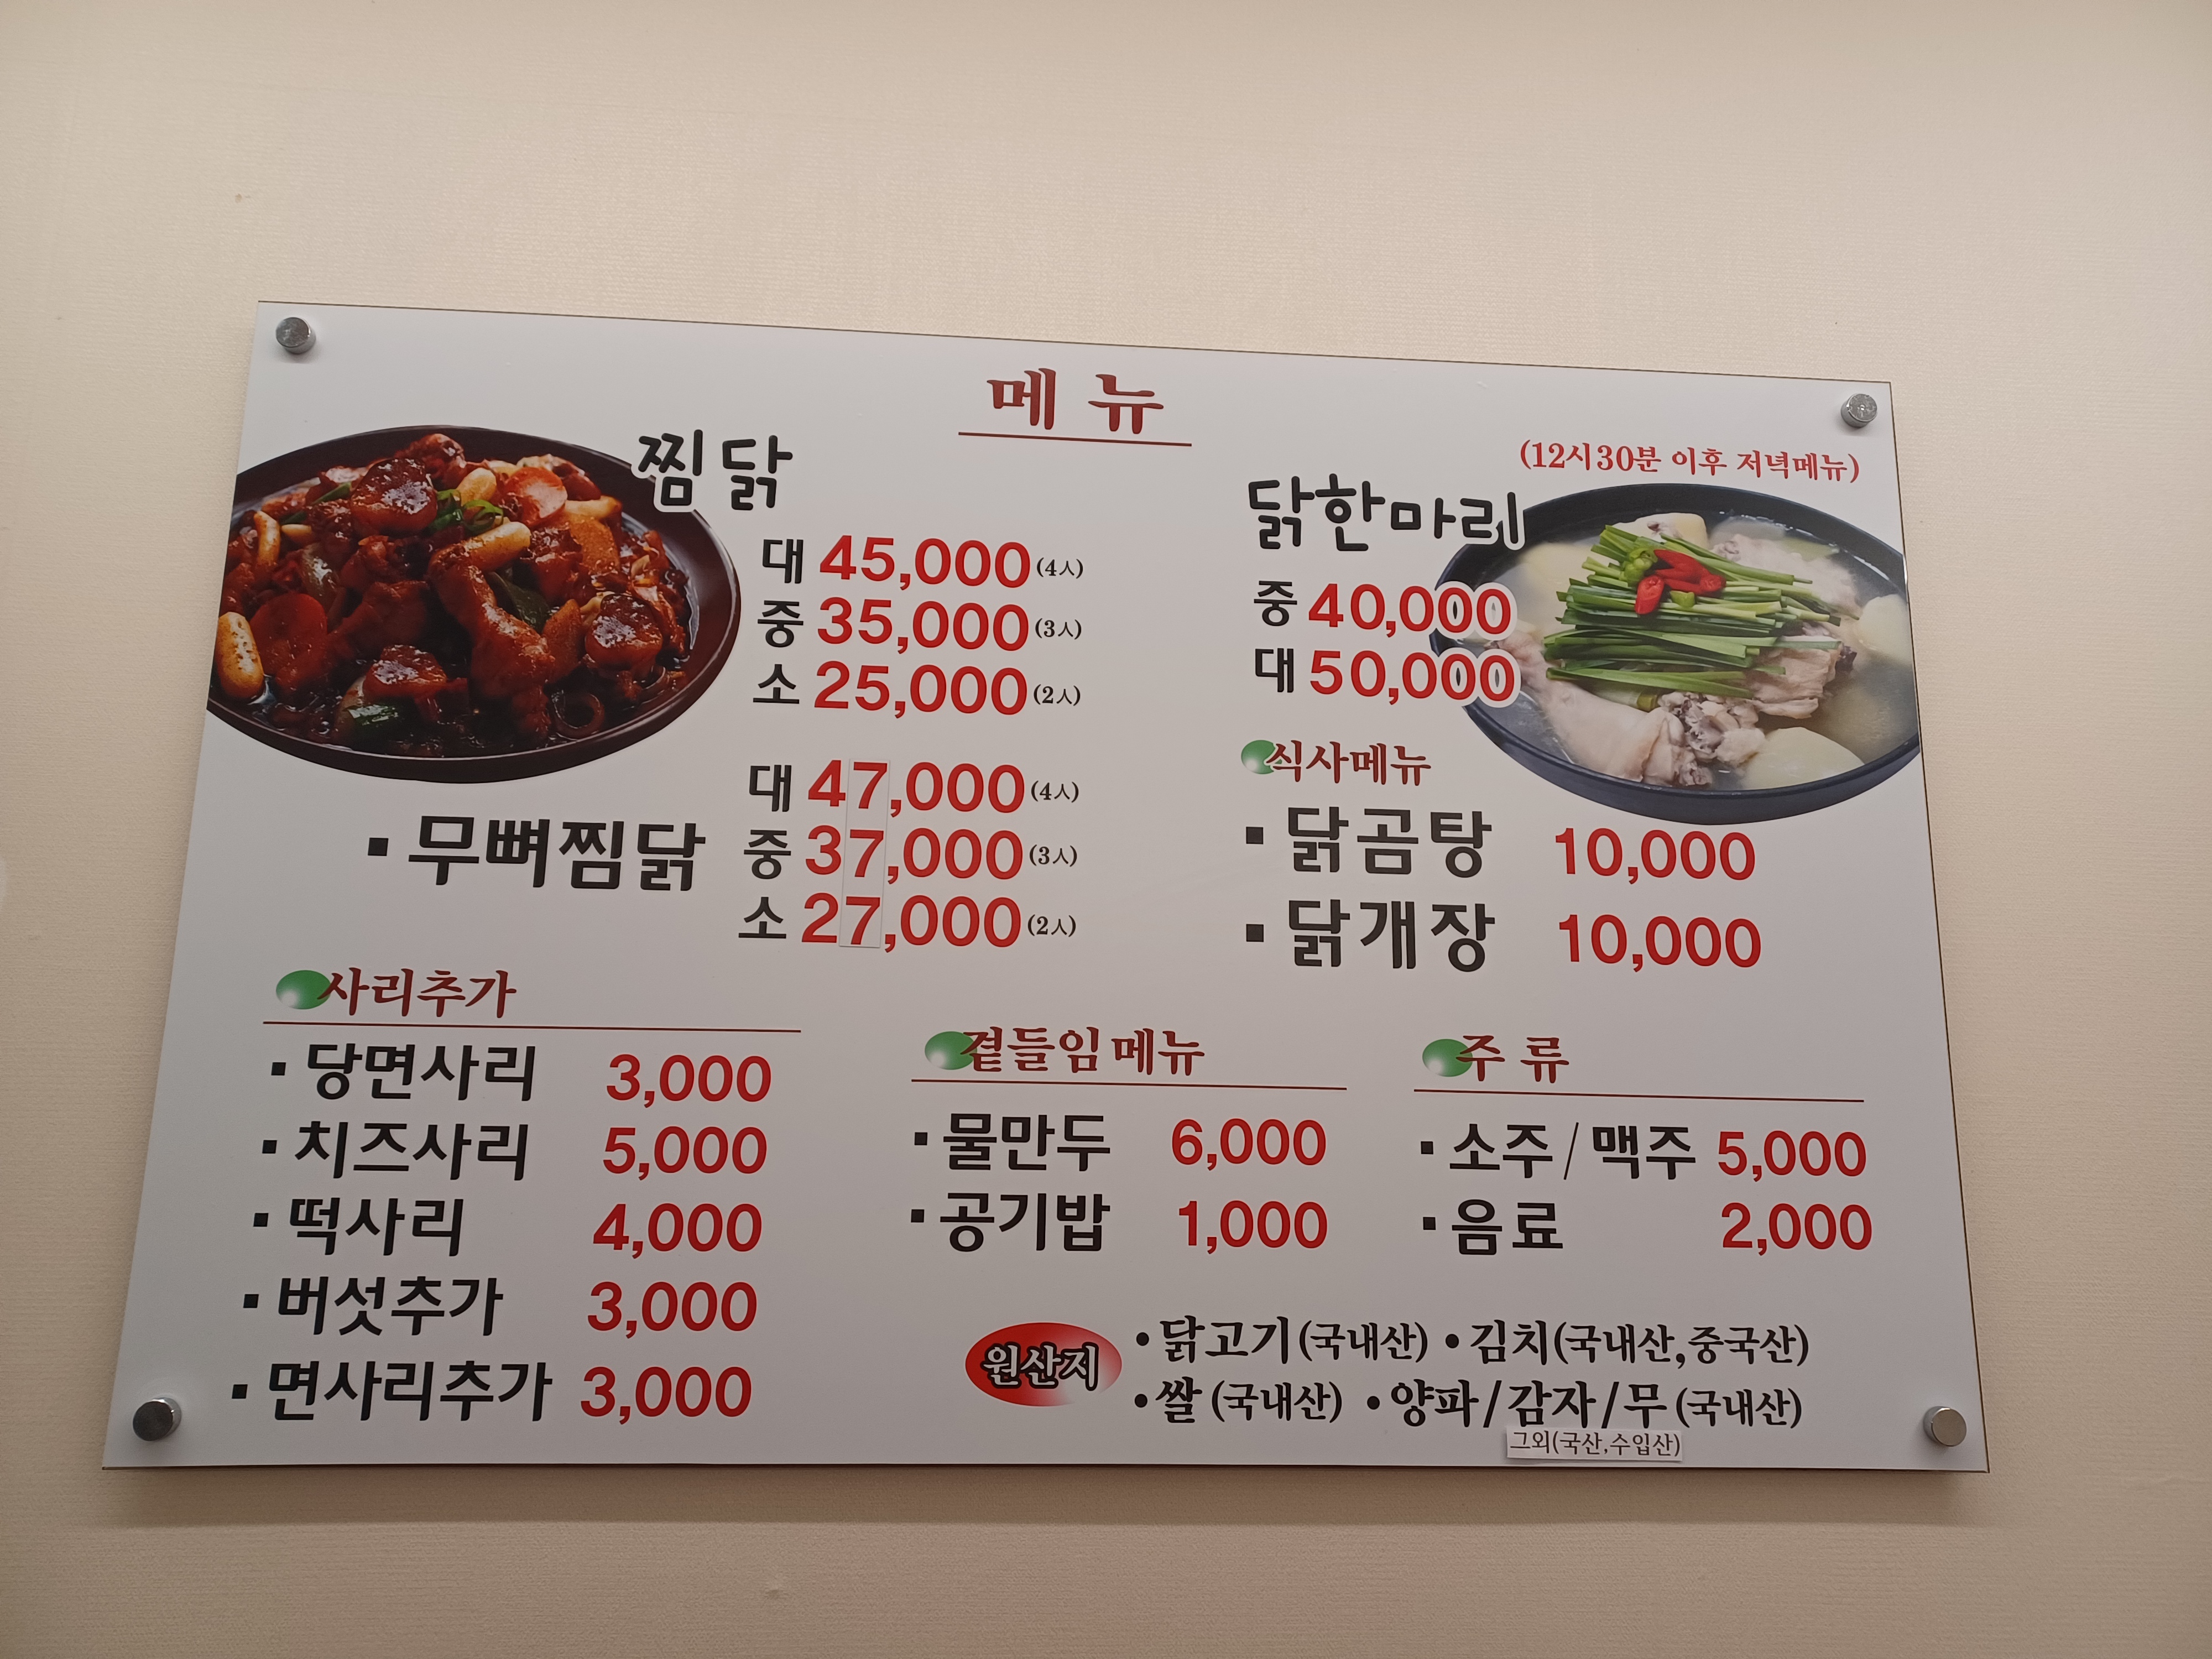 메뉴
찜닭
대 45,000 (4人)
중 35,000 (3人)
소 25,000 (2人)
▪ 무뼈찜닭
대 47,000 (4人)
중 37,000 (3人)
소 27,000 (2人)
(12시30분 이후 저녁메뉴)
닭한마리
중 40,000
대 50,000
식사메뉴
▪ 닭곰탕 10,000
▪ 닭개장 10,000
사리추가
▪ 당면사리 3,000
▪ 치즈사리 5,000
▪ 떡사리 4,000
▪ 버섯추가 3,000
▪ 면사리추가 3,000
곁들임메뉴
▪ 물만두 6,000
▪ 공기밥 1,000
주류
▪ 소주/맥주 5,000
▪ 음료 2,000
원산지
• 닭고기(국내산) • 김치(국내산,중국산)
• 쌀(국내산) • 양파/감자/무(국내산)
그외(국산,수입산)